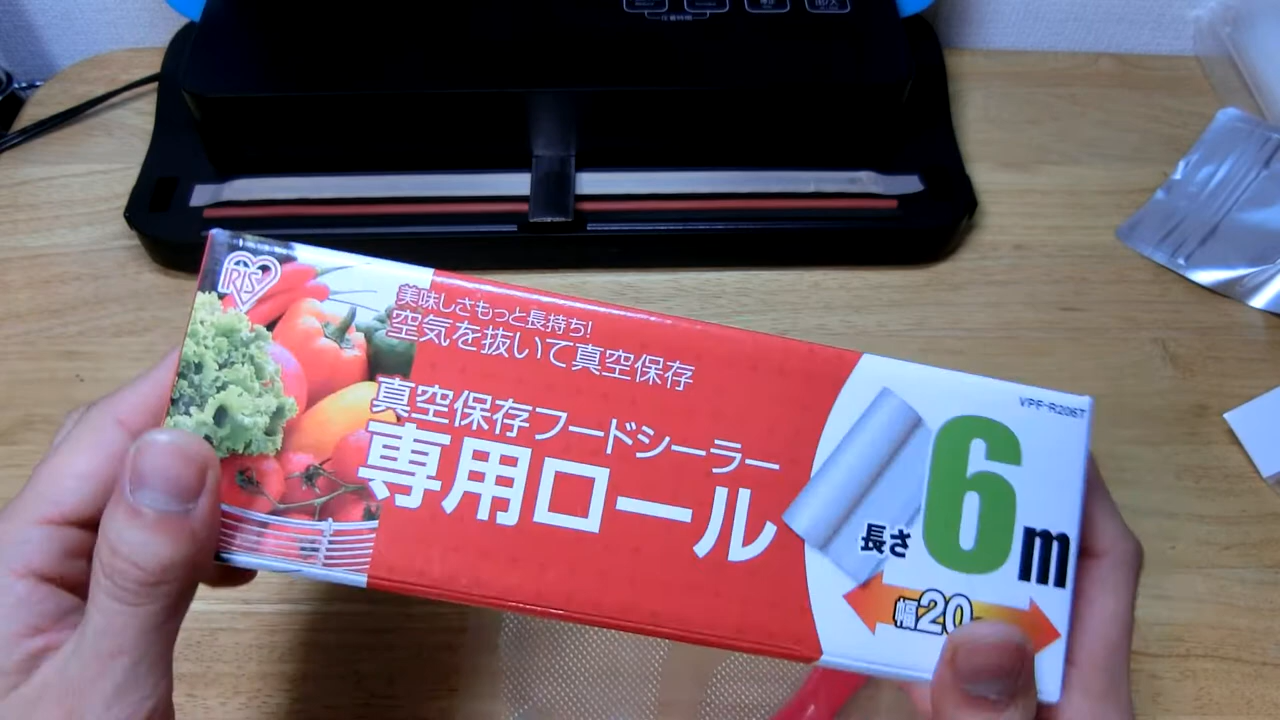 IRIS
美味しさもっと長持ち!
空気を抜いて真空保存
真空保存フードシーラー
専用ロール
VPF-R206T
長さ6m
幅20